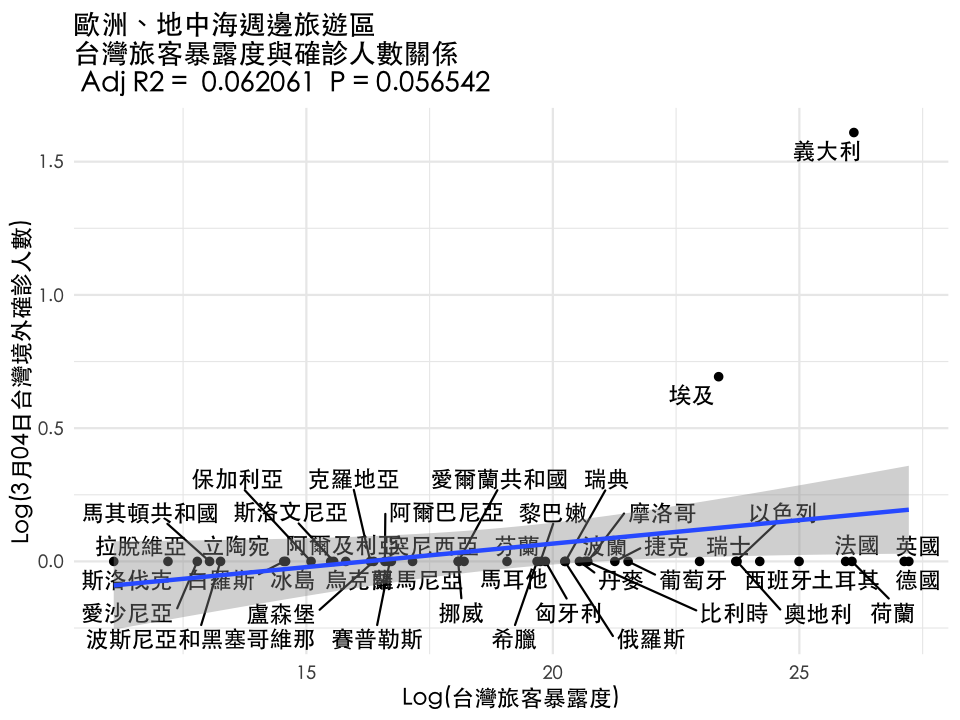 歐洲、地中海週邊旅遊區
台灣旅客暴露度與確診人數關係
Adj R2 = 0.062061 P = 0.056542
Log(3月04日台灣境外確診人數)
1.5
1.0
0.5
0.0
義大利
埃及
保加利亞 克羅地亞 愛爾蘭共和國 瑞典
馬其頓共和國 斯洛文尼亞 阿爾巴尼亞 黎巴嫩 摩洛哥 以色列
拉脫維亞 立陶宛 阿爾及利亞 突尼西亞 芬蘭 波蘭 捷克 瑞士 法國 英國
斯洛伐克 白羅斯 冰島 烏克蘭 羅馬尼亞 馬耳他 丹麥 葡萄牙 西班牙 土耳其 德國
愛沙尼亞 盧森堡 挪威 匈牙利 比利時 奧地利 荷蘭
波斯尼亞和黑塞哥維那 賽普勒斯 希臘 俄羅斯
15 20 25
Log(台灣旅客暴露度)